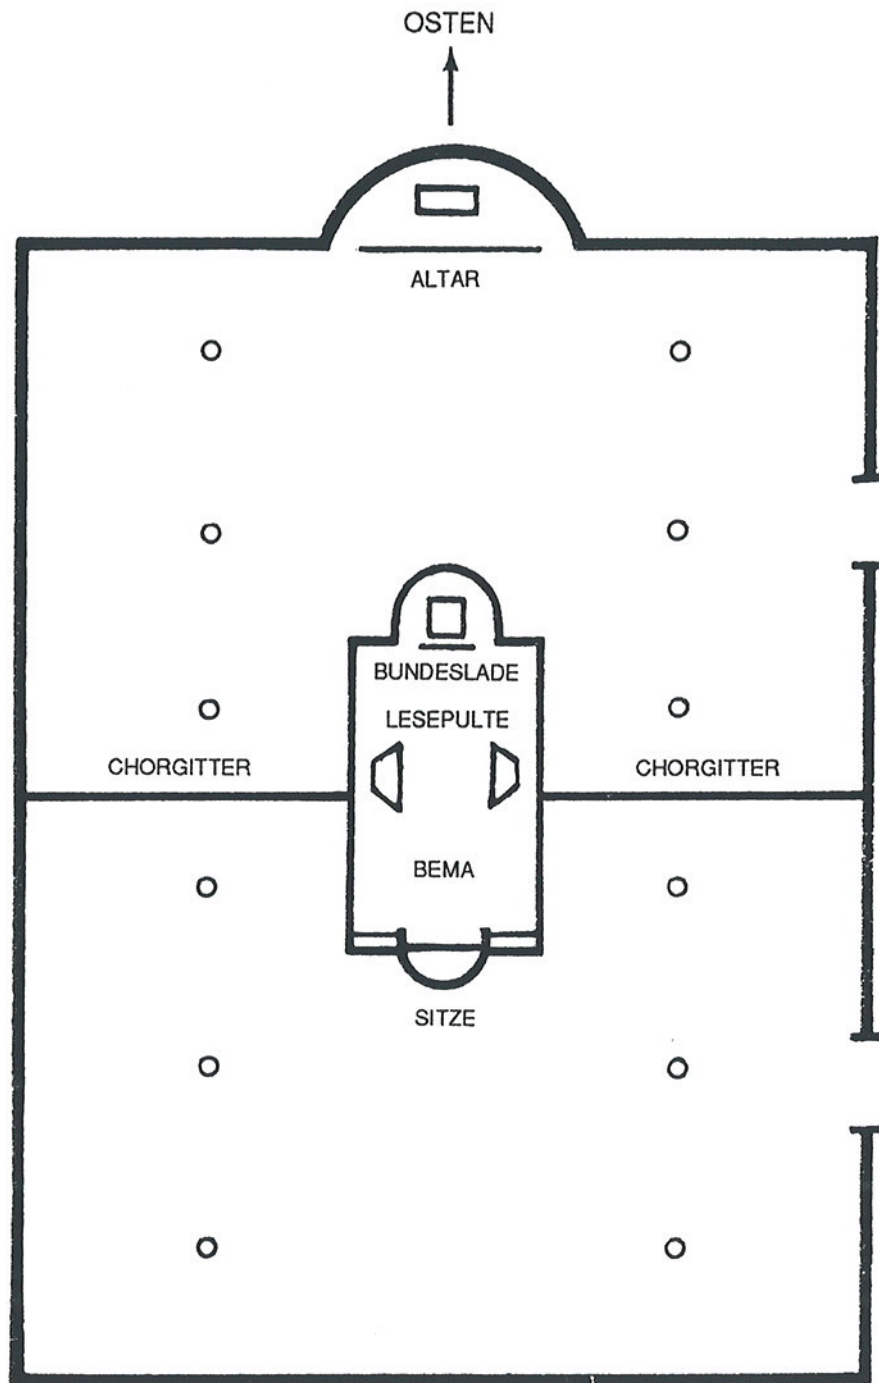 OSTEN
ALTAR
BUNDESLADE
LESEPULTE
CHORGITTER
CHORGITTER
BEMA
SITZE